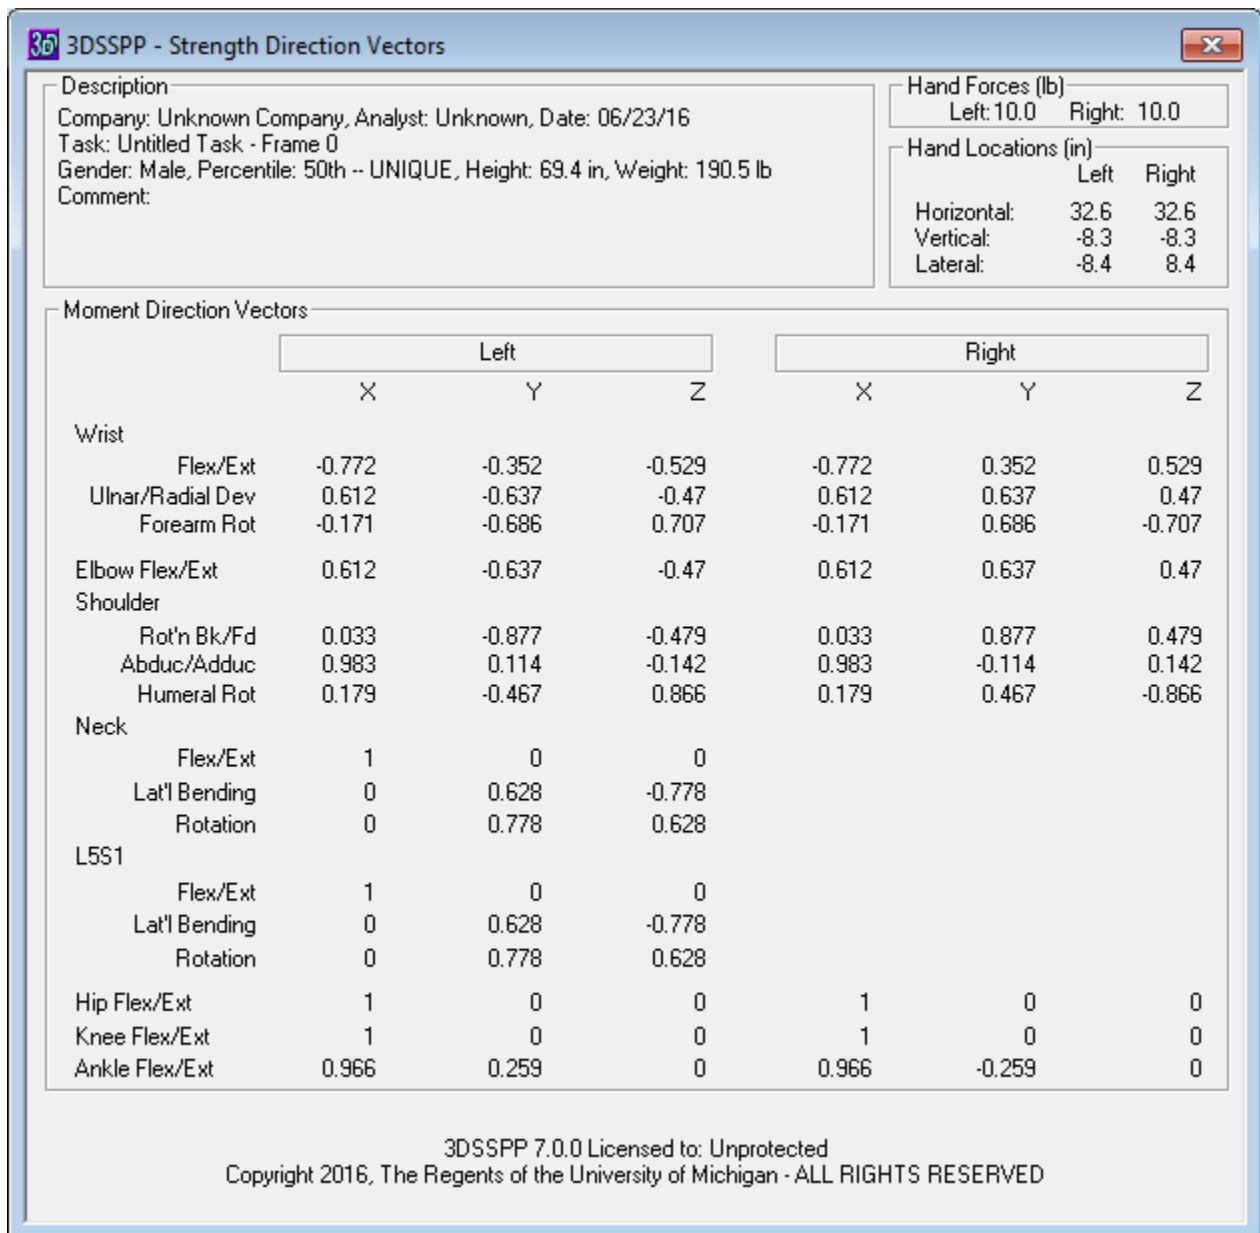 3DSSPP - Strength Direction Vectors
Description
Company: Unknown Company, Analyst: Unknown, Date: 06/23/16
Task: Untitled Task - Frame 0
Gender: Male, Percentile: 50th -- UNIQUE, Height: 69.4 in, Weight: 190.5 lb
Comment:
Hand Forces (lb)
Left: 10.0 Right: 10.0
Hand Locations (in)
Left Right
Horizontal: 32.6 32.6
Vertical: -8.3 -8.3
Lateral: -8.4 8.4
Moment Direction Vectors
Left Right
X Y Z X Y Z
Wrist
Flex/Ext -0.772 -0.352 -0.529 -0.772 0.352 0.529
Ulnar/Radial Dev 0.612 -0.637 -0.47 0.612 0.637 0.47
Forearm Rot -0.171 -0.686 0.707 -0.171 0.686 -0.707
Elbow Flex/Ext 0.612 -0.637 -0.47 0.612 0.637 0.47
Shoulder
Rot'n Bk/Fd 0.033 -0.877 -0.479 0.033 0.877 0.479
Abduc/Adduc 0.983 0.114 -0.142 0.983 -0.114 0.142
Humeral Rot 0.179 -0.467 0.866 0.179 0.467 -0.866
Neck
Flex/Ext 1 0 0
Lat'l Bending 0 0.628 -0.778
Rotation 0 0.778 0.628
L5S1
Flex/Ext 1 0 0
Lat'l Bending 0 0.628 -0.778
Rotation 0 0.778 0.628
Hip Flex/Ext 1 0 0 1 0 0
Knee Flex/Ext 1 0 0 1 0 0
Ankle Flex/Ext 0.966 0.259 0 0.966 -0.259 0
3DSSPP 7.0.0 Licensed to: Unprotected
Copyright 2016, The Regents of the University of Michigan - ALL RIGHTS RESERVED